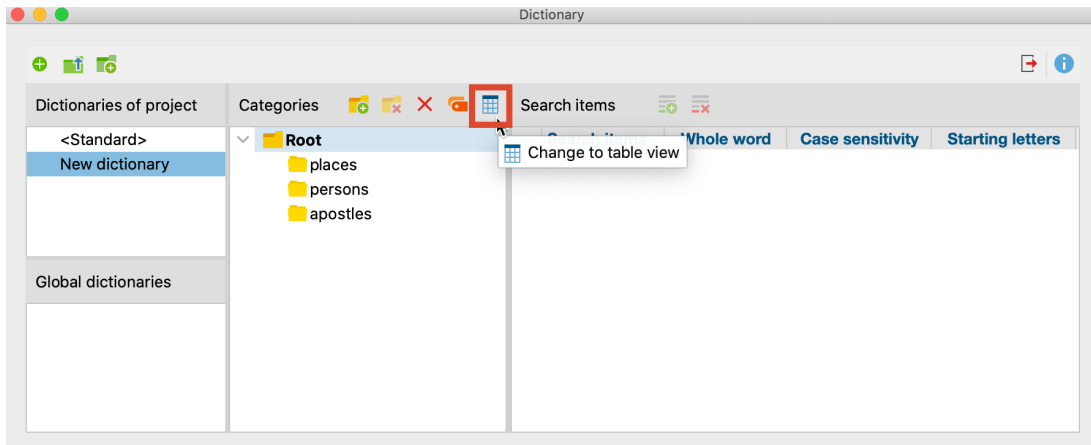 Dictionary
Dictionaries of project
Categories
Search items
<Standard>
New dictionary
Root
places
persons
apostles
Whole word
Case sensitivity
Starting letters
Change to table view
Global dictionaries